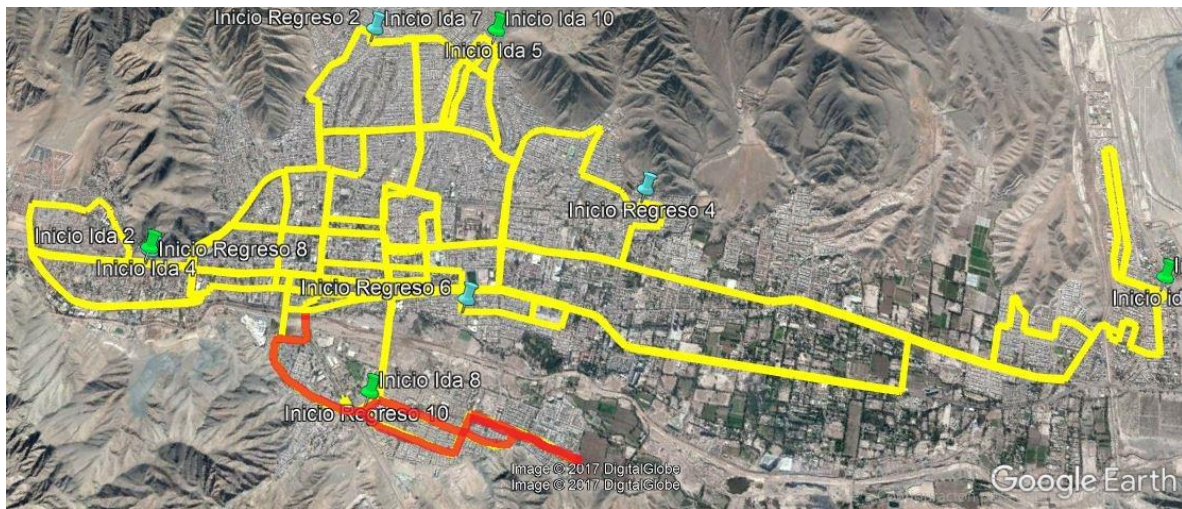 Inicio Regreso 2
Inicio Ida 7
Inicio Ida 10
Inicio Ida 5
Inicio Regreso 4
Inicio Ida 2
Inicio Regreso 8
Inicio Ida 4
Inicio Regreso 6
Inicio id
Inicio Ida 8
Inicio Regreso 10
Image © 2017 DigitalGlobe
Image © 2017 DigitalGlobe
Google Earth